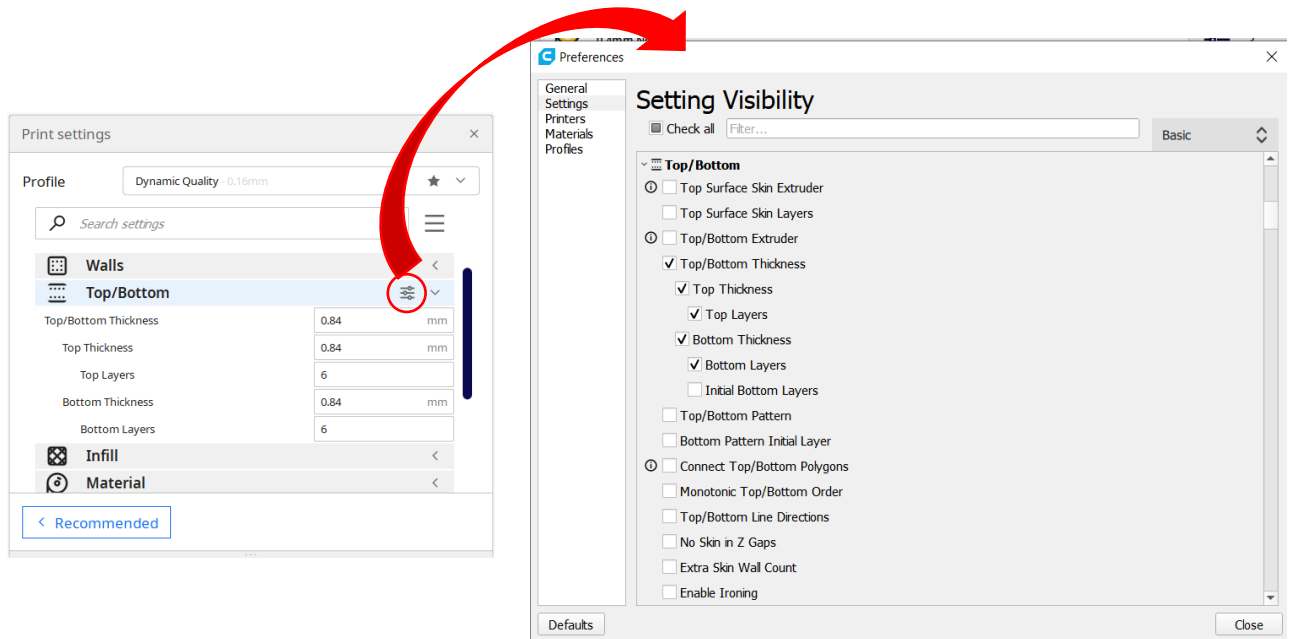 Print settings
Profile
Dynamic Quality - 0.16mm
Search settings
Walls
Top/Bottom
Top/Bottom Thickness
0.84 mm
Top Thickness
0.84 mm
Top Layers
6
Bottom Thickness
0.84 mm
Bottom Layers
6
Infill
Material
Recommended
Preferences
General
Settings
Printers
Materials
Profiles
Setting Visibility
Check all
Filter...
Basic
Top/Bottom
Top Surface Skin Extruder
Top Surface Skin Layers
Top/Bottom Extruder
Top/Bottom Thickness
Top Thickness
Top Layers
Bottom Thickness
Bottom Layers
Initial Bottom Layers
Top/Bottom Pattern
Bottom Pattern Initial Layer
Connect Top/Bottom Polygons
Monotonic Top/Bottom Order
Top/Bottom Line Directions
No Skin in Z Gaps
Extra Skin Wall Count
Enable Ironing
Defaults
Close